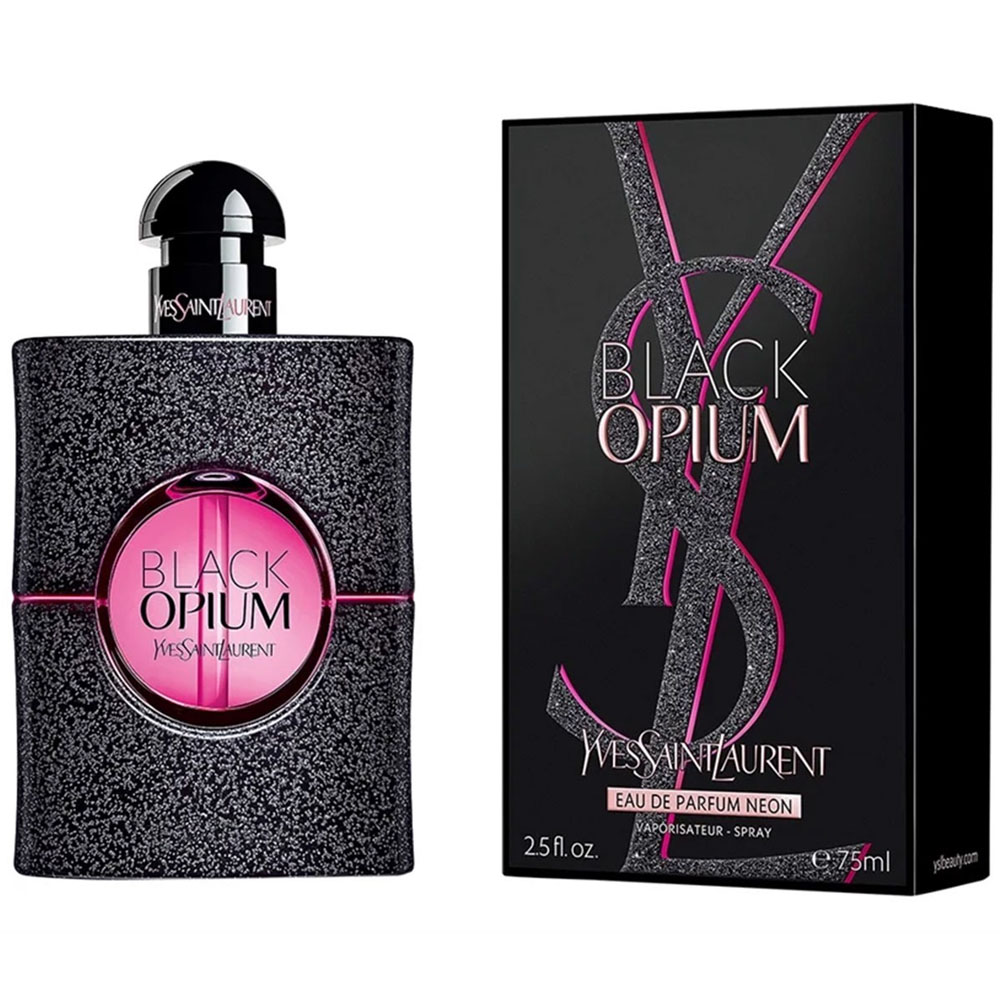 YVESSAINTLAURENT
BLACK
OPIUM
YVESSAINTLAURENT
YSL
BLACK
OPIUM
YVESSAINTLAURENT
EAU DE PARFUM NEON
VAPORISATEUR - SPRAY
2.5 fl. oz. e 75ml
yslbeauty.com